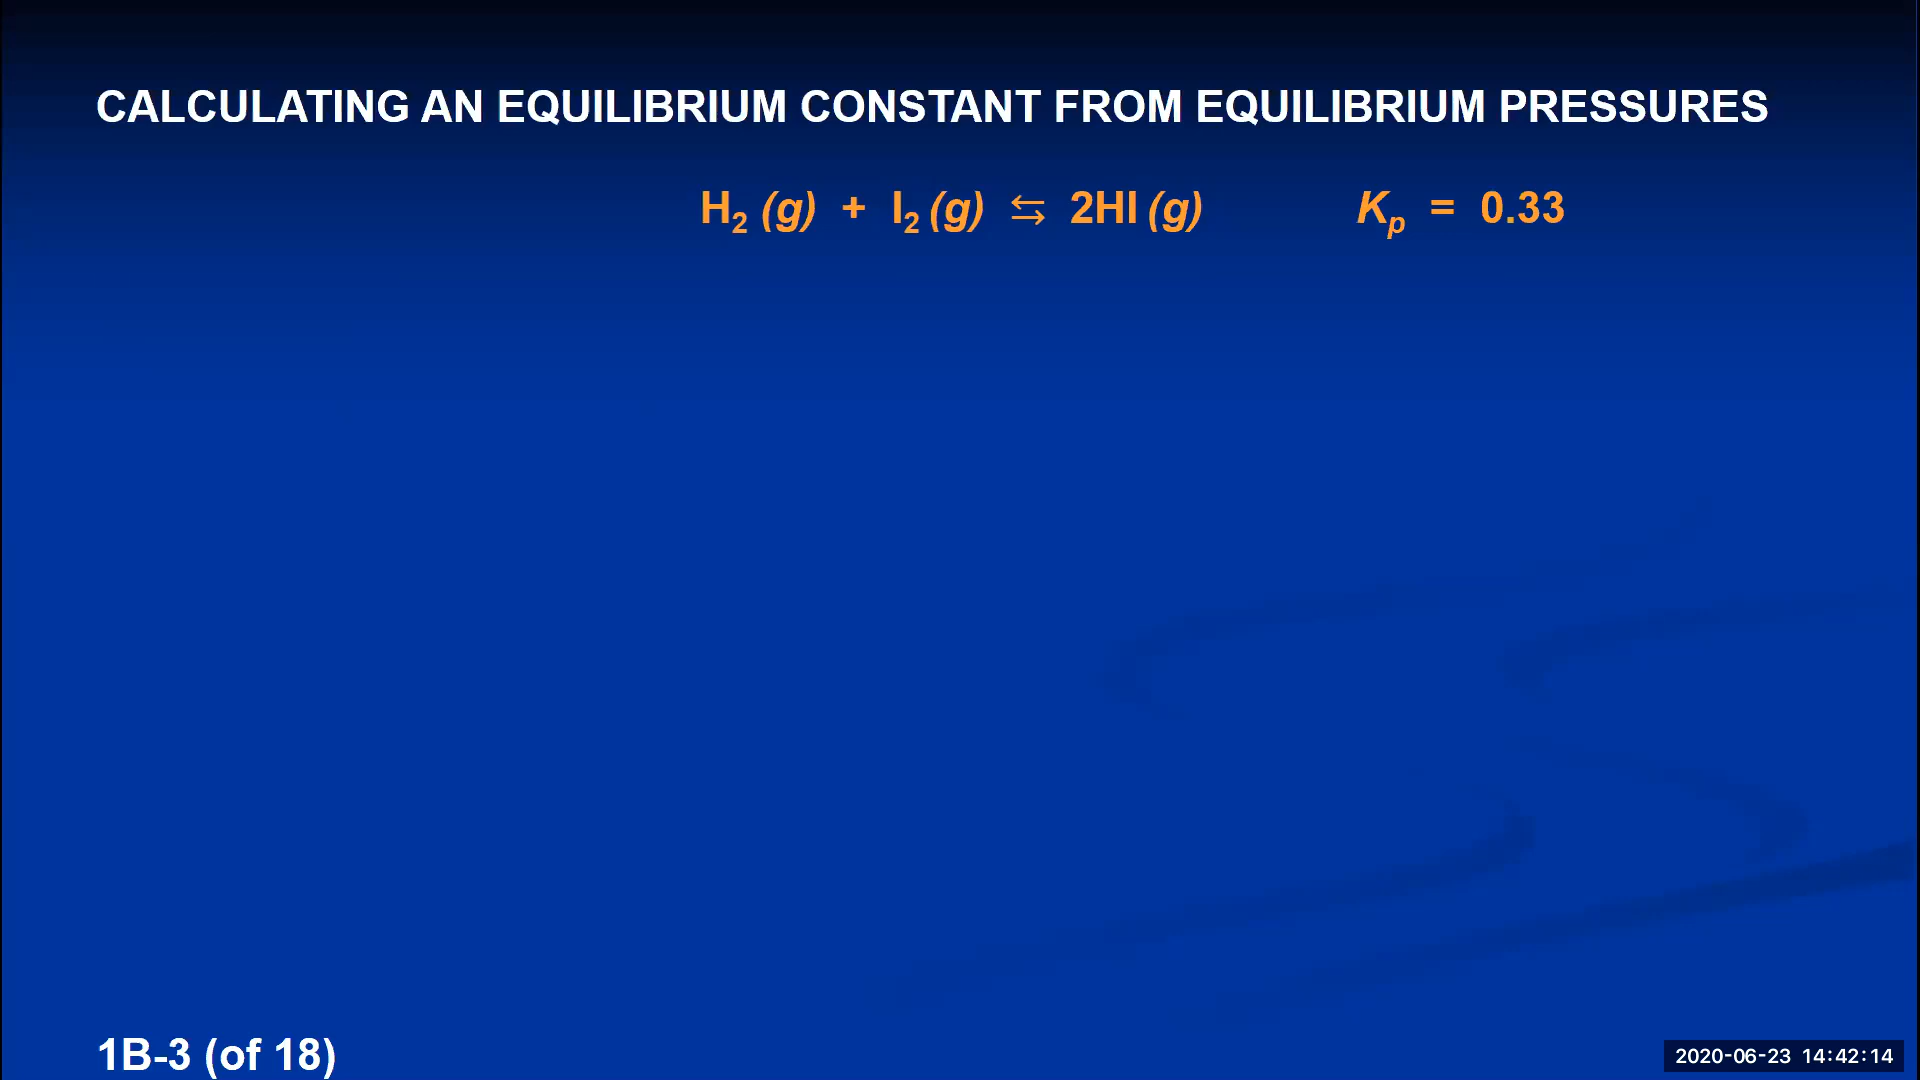 CALCULATING AN EQUILIBRIUM CONSTANT FROM EQUILIBRIUM PRESSURES
H₂ (g) + I₂ (g) ⇆ 2HI (g) Kₚ = 0.33
1B-3 (of 18)
2020-06-23 14:42:14